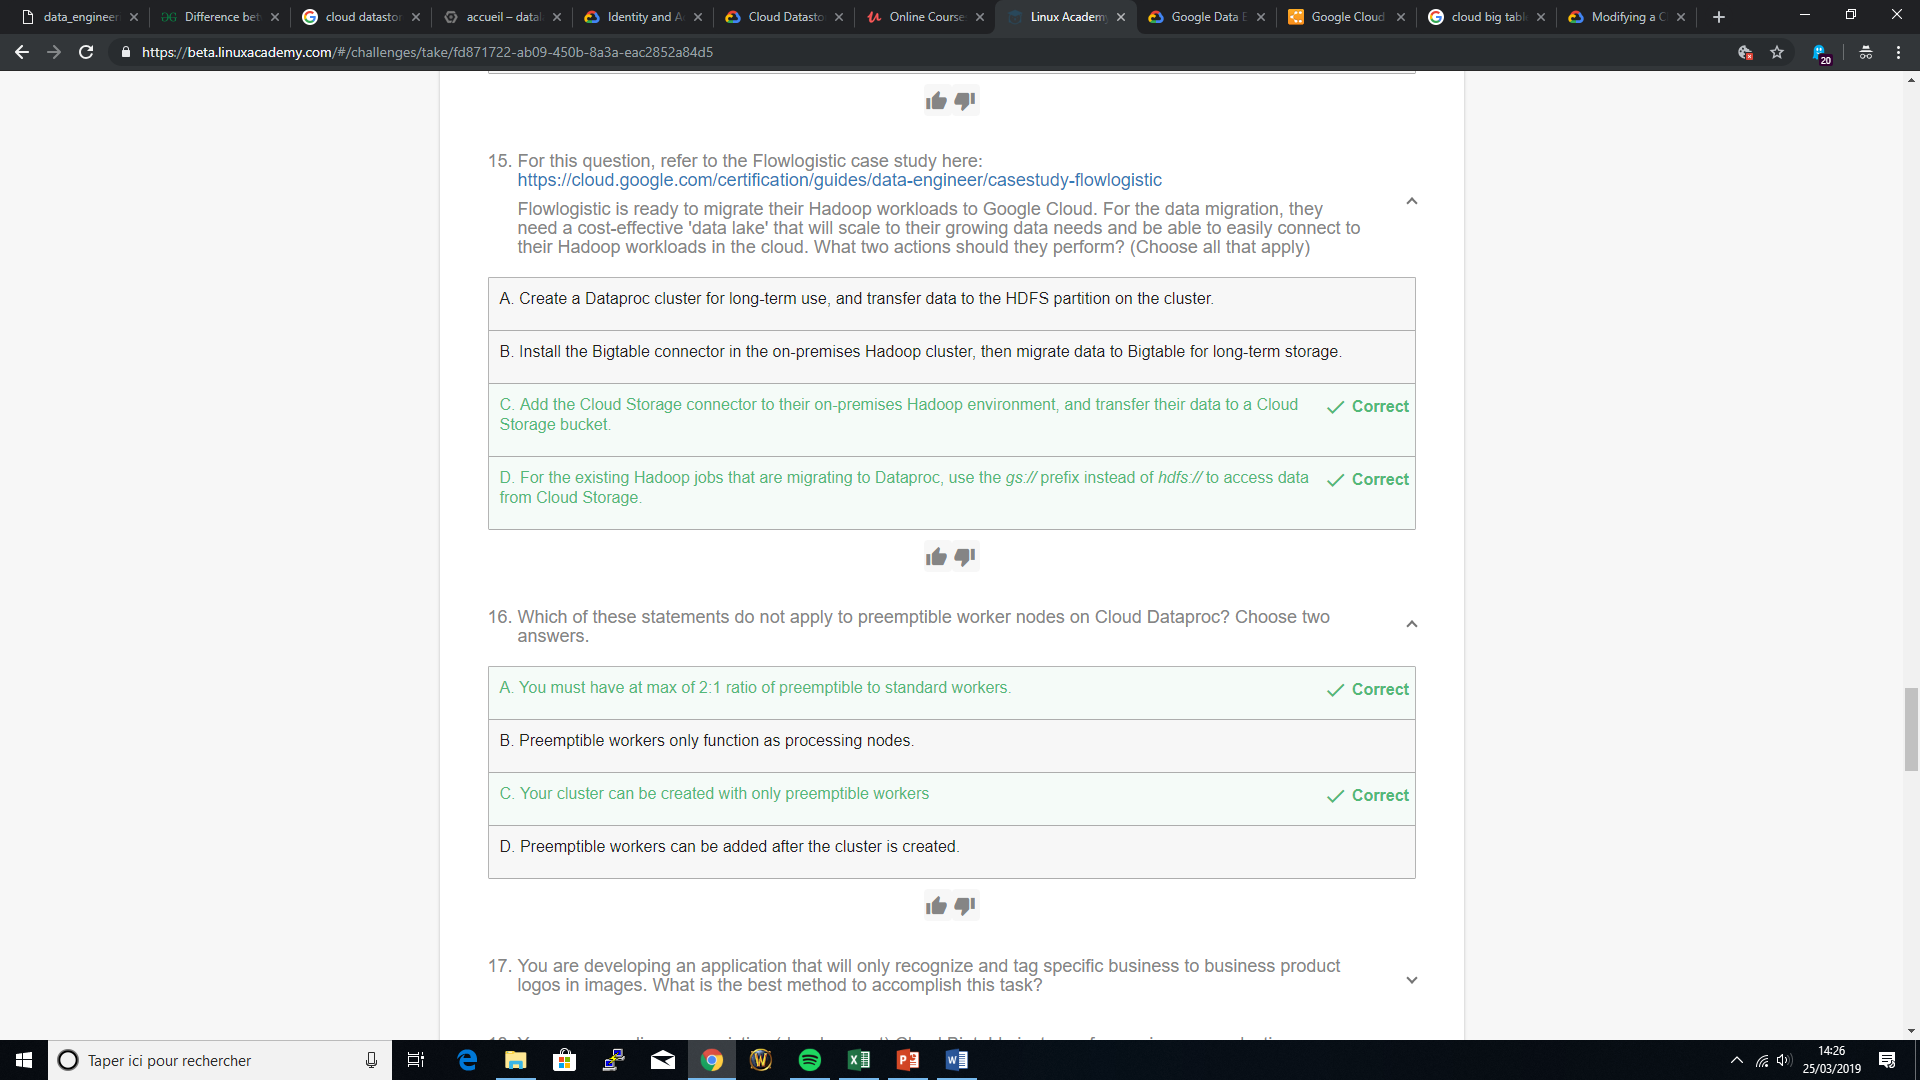 data_engineer
Difference bet
cloud datastor
accueil – datal
Identity and A
Cloud Datasto
Online Course
Linux Academy
Google Data E
Google Cloud
cloud big tabl
Modifying a C
https://beta.linuxacademy.com/#/challenges/take/fd871722-ab09-450b-8a3a-eac2852a84d5
20
15. For this question, refer to the Flowlogistic case study here:
https://cloud.google.com/certification/guides/data-engineer/casestudy-flowlogistic
Flowlogistic is ready to migrate their Hadoop workloads to Google Cloud. For the data migration, they
need a cost-effective 'data lake' that will scale to their growing data needs and be able to easily connect to
their Hadoop workloads in the cloud. What two actions should they perform? (Choose all that apply)
A. Create a Dataproc cluster for long-term use, and transfer data to the HDFS partition on the cluster.
B. Install the Bigtable connector in the on-premises Hadoop cluster, then migrate data to Bigtable for long-term storage.
C. Add the Cloud Storage connector to their on-premises Hadoop environment, and transfer their data to a Cloud
Storage bucket.
Correct
D. For the existing Hadoop jobs that are migrating to Dataproc, use the gs:// prefix instead of hdfs:// to access data
from Cloud Storage.
Correct
16. Which of these statements do not apply to preemptible worker nodes on Cloud Dataproc? Choose two
answers.
A. You must have at max of 2:1 ratio of preemptible to standard workers.
Correct
B. Preemptible workers only function as processing nodes.
C. Your cluster can be created with only preemptible workers
Correct
D. Preemptible workers can be added after the cluster is created.
17. You are developing an application that will only recognize and tag specific business to business product
logos in images. What is the best method to accomplish this task?
Taper ici pour rechercher
14:26
25/03/2019